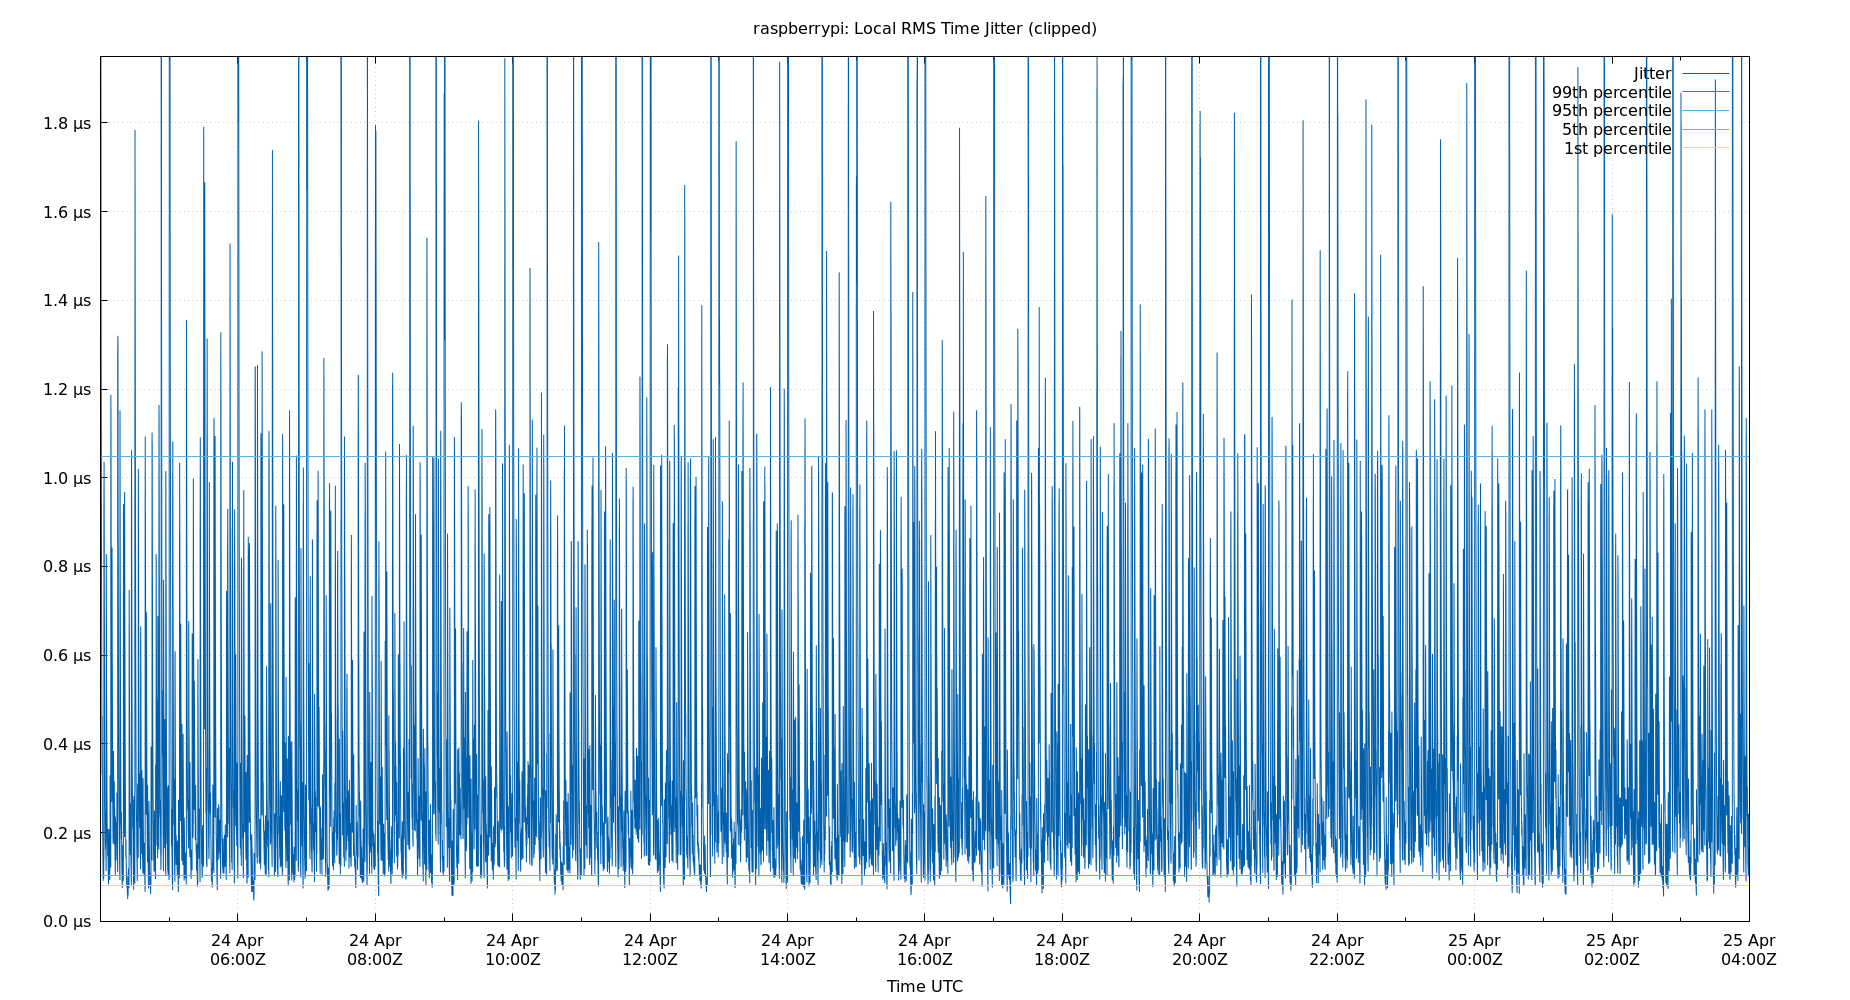 raspberrypi: Local RMS Time Jitter (clipped)
Jitter
99th percentile
95th percentile
5th percentile
1st percentile
1.8 µs
1.6 µs
1.4 µs
1.2 µs
1.0 µs
0.8 µs
0.6 µs
0.4 µs
0.2 µs
0.0 µs
24 Apr 24 Apr 24 Apr 24 Apr 24 Apr 24 Apr 24 Apr 24 Apr 24 Apr 25 Apr 25 Apr 25 Apr
06:00Z 08:00Z 10:00Z 12:00Z 14:00Z 16:00Z 18:00Z 20:00Z 22:00Z 00:00Z 02:00Z 04:00Z
Time UTC